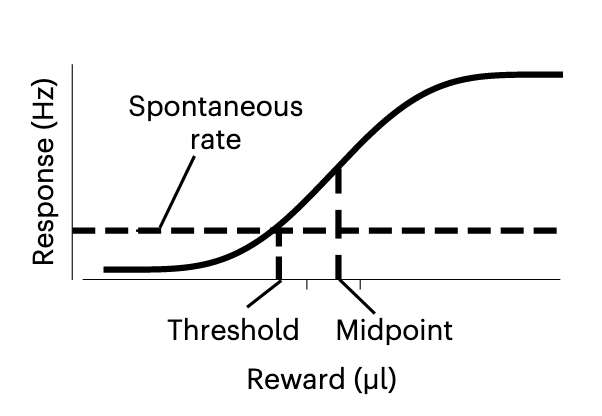 Spontaneous
rate
Response (Hz)
Threshold
Midpoint
Reward (µl)